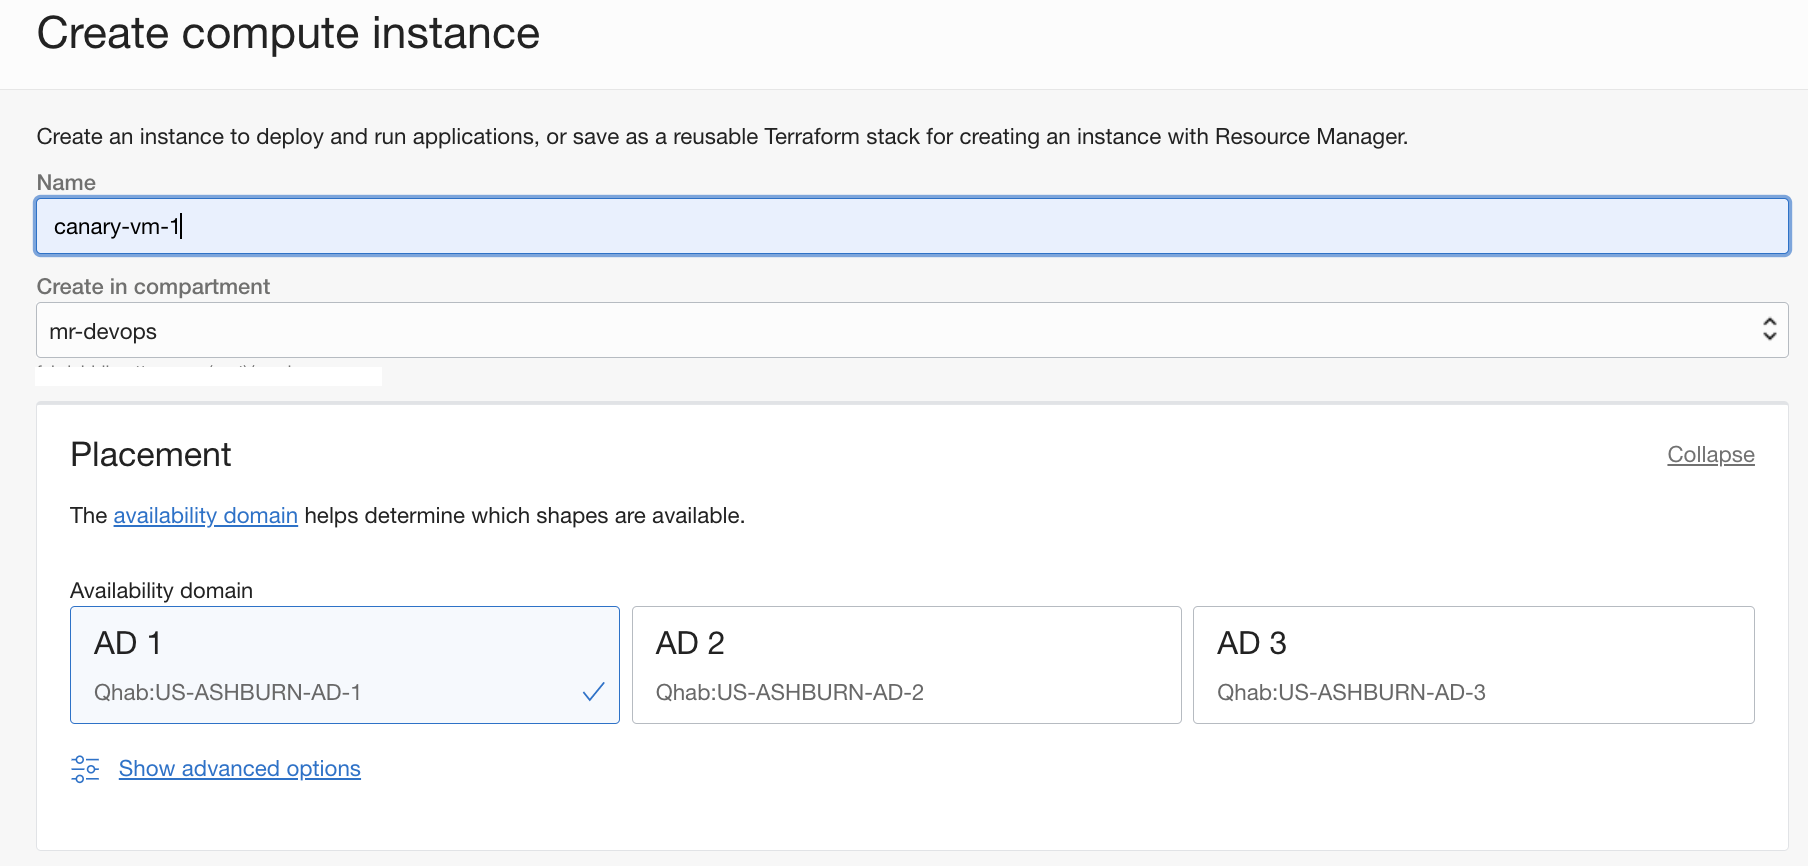 Create compute instance
Create an instance to deploy and run applications, or save as a reusable Terraform stack for creating an instance with Resource Manager.
Name
canary-vm-1
Create in compartment
mr-devops
Placement
Collapse
The availability domain helps determine which shapes are available.
Availability domain
AD 1
Qhab:US-ASHBURN-AD-1
AD 2
Qhab:US-ASHBURN-AD-2
AD 3
Qhab:US-ASHBURN-AD-3
Show advanced options